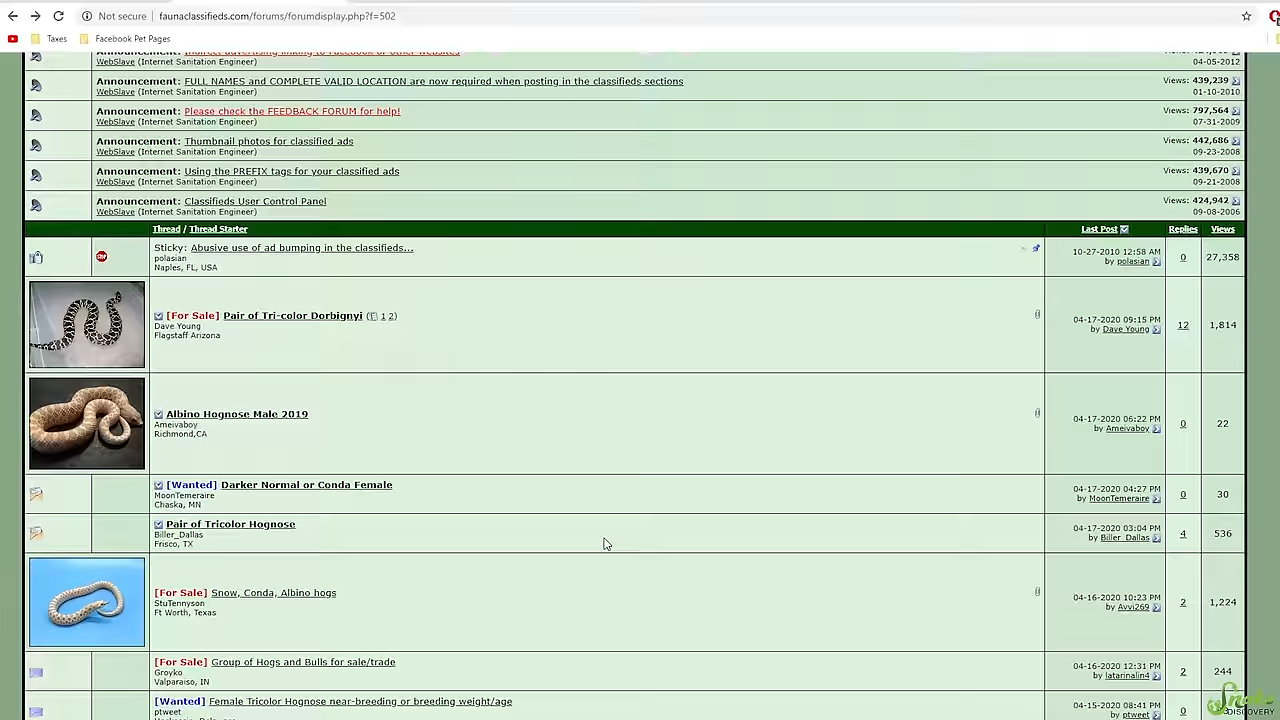 Not secure faunaclassifieds.com/forums/forumdisplay.php?f=502
Taxes Facebook Pet Pages
Announcement: Indirect advertising linking to Facebook or other websites
WebSlave (Internet Sanitation Engineer) 04-05-2012
Announcement: FULL NAMES and COMPLETE VALID LOCATION are now required when posting in the classifieds sections Views: 439,239
WebSlave (Internet Sanitation Engineer) 01-10-2010
Announcement: Please check the FEEDBACK FORUM for help! Views: 797,564
WebSlave (Internet Sanitation Engineer) 07-31-2009
Announcement: Thumbnail photos for classified ads Views: 442,686
WebSlave (Internet Sanitation Engineer) 09-23-2008
Announcement: Using the PREFIX tags for your classified ads Views: 439,670
WebSlave (Internet Sanitation Engineer) 09-21-2008
Announcement: Classifieds User Control Panel Views: 424,942
WebSlave (Internet Sanitation Engineer) 09-08-2006
Thread / Thread Starter Last Post Replies Views
Sticky: Abusive use of ad bumping in the classifieds... 10-27-2010 12:58 AM
polasian by polasian 0 27,358
Naples, FL, USA
STOP
[For Sale] Pair of Tri-color Dorbignyi ( 1 2) 04-17-2020 09:15 PM
Dave Young by Dave Young 12 1,814
Flagstaff Arizona
Albino Hognose Male 2019 04-17-2020 06:22 PM
Ameivaboy by Ameivaboy 0 22
Richmond,CA
[Wanted] Darker Normal or Conda Female 04-17-2020 04:27 PM
MoonTemeraire by MoonTemeraire 0 30
Chaska, MN
Pair of Tricolor Hognose 04-17-2020 03:04 PM
Biller_Dallas by Biller_Dallas 4 536
Frisco, TX
[For Sale] Snow, Conda, Albino hogs 04-16-2020 10:23 PM
StuTennyson by Avvi269 2 1,224
Ft Worth, Texas
[For Sale] Group of Hogs and Bulls for sale/trade 04-16-2020 12:31 PM
Groyko by latarinalin4 2 244
Valparaiso, IN
[Wanted] Female Tricolor Hognose near-breeding or breeding weight/age 04-15-2020 08:41 PM
ptweet by ptweet 0
Snake
DISCOVERY